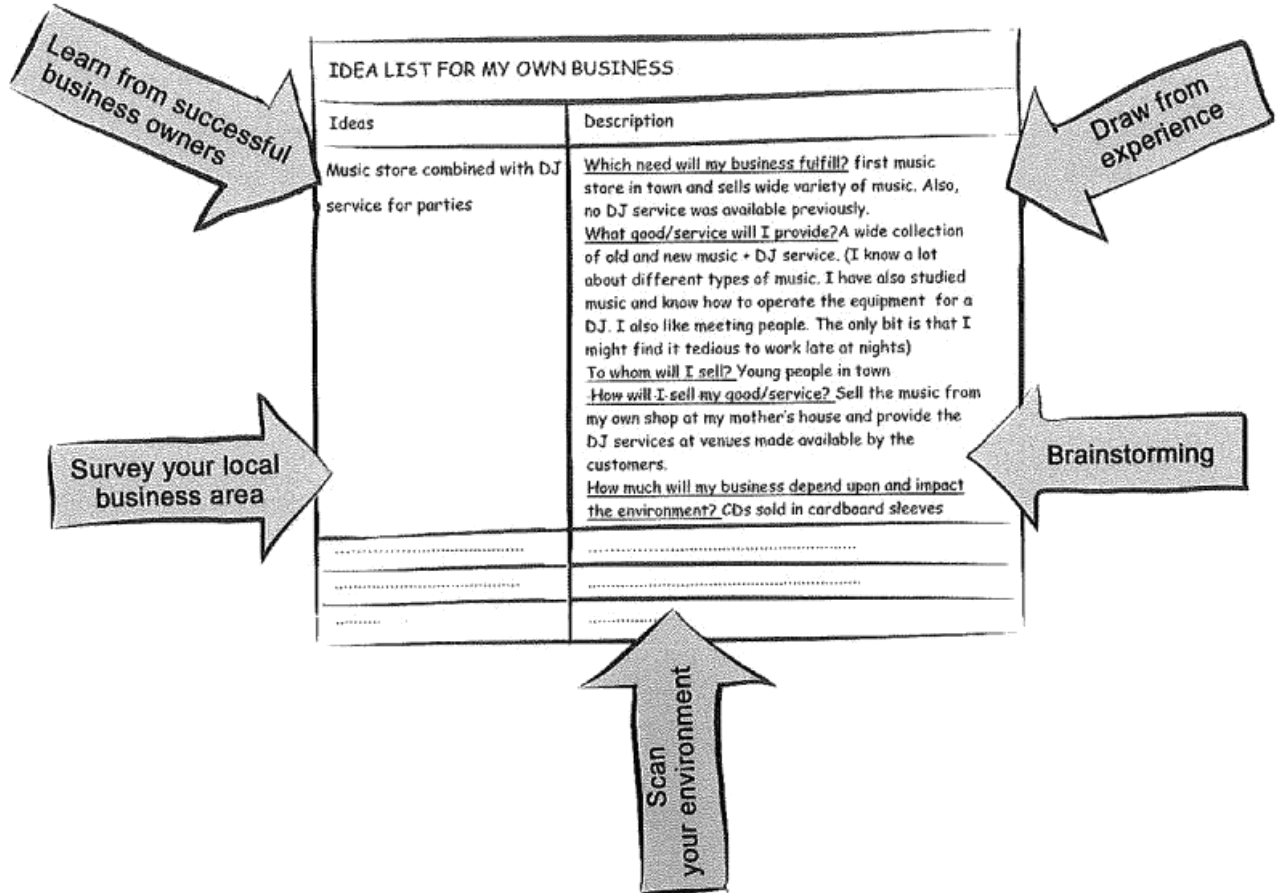 Learn from successful
business owners
Draw from
experience
IDEA LIST FOR MY OWN BUSINESS
Ideas
Description
Music store combined with DJ
service for parties
Which need will my business fulfill? first music
store in town and sells wide variety of music. Also,
no DJ service was available previously.
What good/service will I provide?A wide collection
of old and new music + DJ service. (I know a lot
about different types of music. I have also studied
music and know how to operate the equipment for a
DJ. I also like meeting people. The only bit is that I
might find it tedious to work late at nights)
To whom will I sell? Young people in town
How will I sell my good/service? Sell the music from
my own shop at my mother's house and provide the
DJ services at venues made available by the
customers.
How much will my business depend upon and impact
the environment? CDs sold in cardboard sleeves
Survey your local
business area
Brainstorming
Scan
your environment